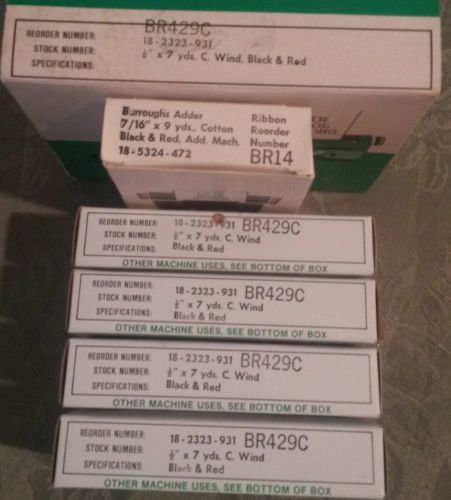 REORDER NUMBER: BR429C
STOCK NUMBER: 18-2323-931
SPECIFICATIONS: ½" x 7 yds. C. Wind, Black & Red
Burroughs Adder Ribbon
7/16" x 9 yds., Cotton Reorder
Black & Red, Add. Mach. Number
18-5324-472 BR14
REORDER NUMBER: 18-2323-931 BR429C
STOCK NUMBER: ½" x 7 yds. C. Wind
SPECIFICATIONS: Black & Red
OTHER MACHINE USES, SEE BOTTOM OF BOX
REORDER NUMBER: 18-2323-931 BR429C
STOCK NUMBER: ½" x 7 yds. C. Wind
SPECIFICATIONS: Black & Red
OTHER MACHINE USES, SEE BOTTOM OF BOX
REORDER NUMBER: 18-2323-931 BR429C
STOCK NUMBER: ½" x 7 yds. C. Wind
SPECIFICATIONS: Black & Red
OTHER MACHINE USES, SEE BOTTOM OF BOX
REORDER NUMBER: 18-2323-931 BR429C
STOCK NUMBER: ½" x 7 yds. C. Wind
SPECIFICATIONS: Black & Red
OTHER MACHINE USES, SEE BOTTOM OF BOX